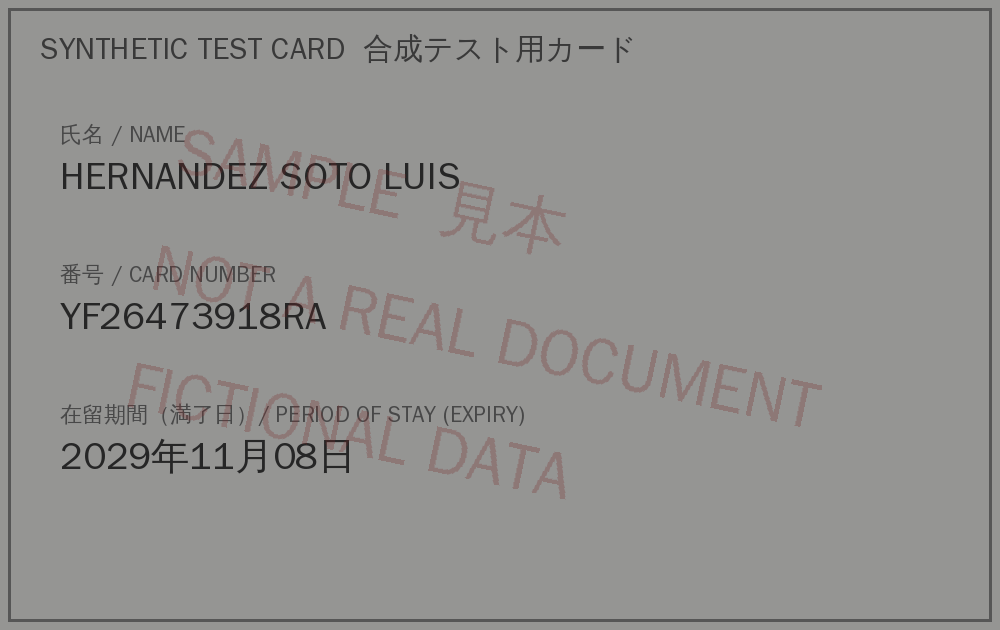 SYNTHETIC TEST CARD 合成テスト用カード
氏名 / NAME
HERNANDEZ SOTO LUIS
SAMPLE 見本
番号 / CARD NUMBER
YF26473918RA
NOT A REAL DOCUMENT
在留期間（満了日）/ PERIOD OF STAY (EXPIRY)
2029年11月08日
FICTIONAL DATA